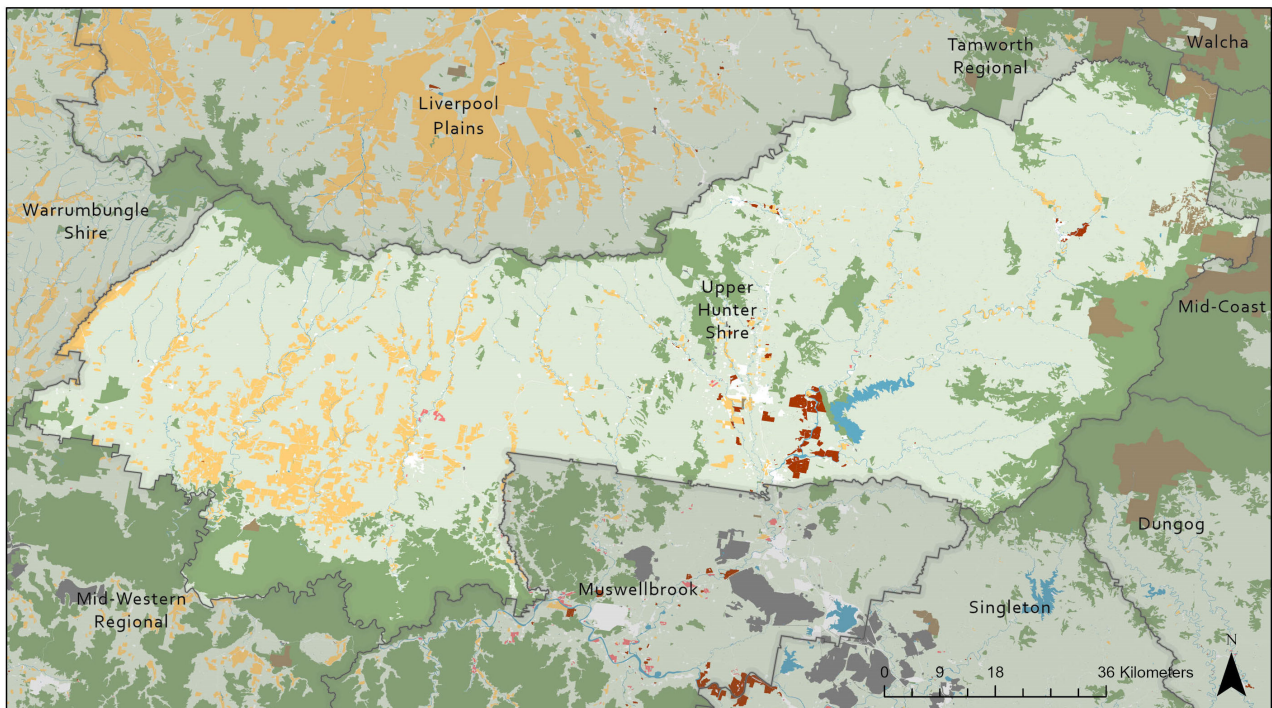 Tamworth
Regional
Walcha
Liverpool
Plains
Warrumbungle
Shire
Upper
Hunter
Shire
Mid-Coast
Dungog
Mid-Western
Regional
Muswellbrook
Singleton
N
0 9 18 36 Kilometers